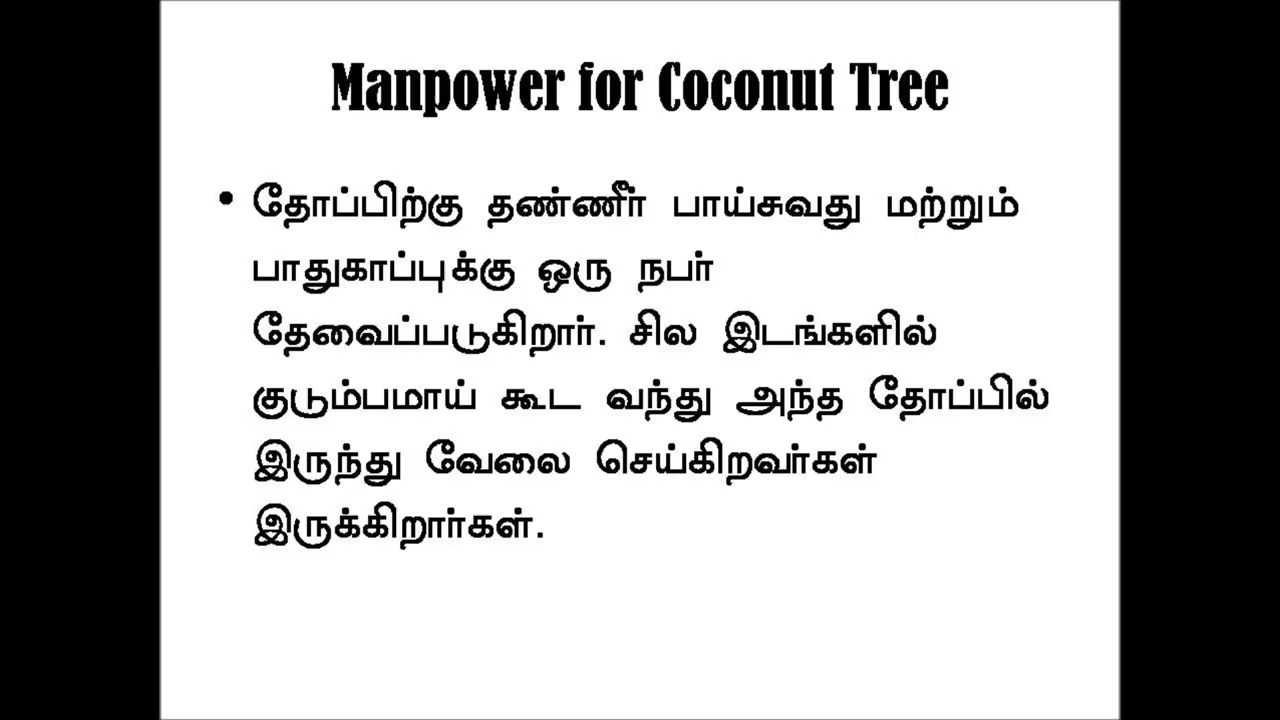 Manpower for Coconut Tree
• தோப்பிற்கு தண்ணீர் பாய்சுவது மற்றும்
பாதுகாப்புக்கு ஒரு நபர்
தேவைப்படுகிறார். சில இடங்களில்
குடும்பமாய் கூட வந்து அந்த தோப்பில்
இருந்து வேலை செய்கிறவர்கள்
இருக்கிறார்கள்.